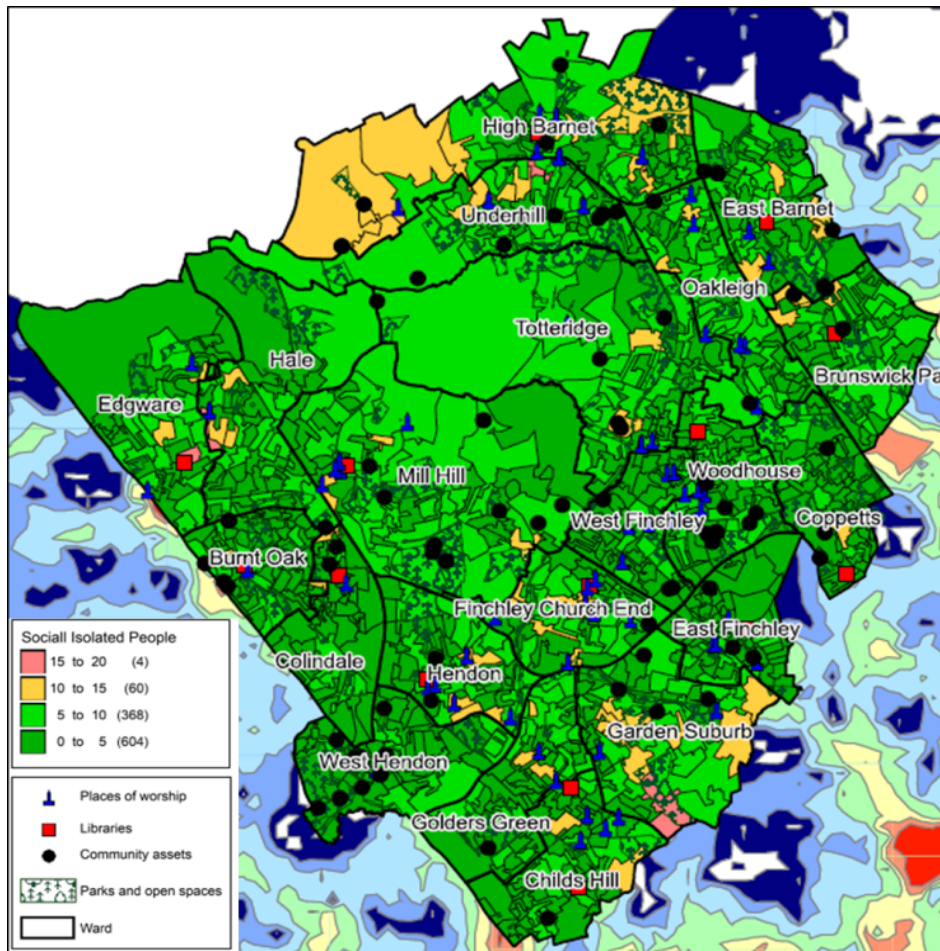 High Barnet
Underhill
East Barnet
Oakleigh
Totteridge
Hale
Edgware
Brunswick Pa
Mill Hill
Woodhouse
West Finchley
Coppetts
Burnt Oak
Finchley Church End
East Finchley
Colindale
Hendon
Garden Suburb
West Hendon
Golders Green
Childs Hill
Sociall Isolated People
15 to 20 (4)
10 to 15 (60)
5 to 10 (368)
0 to 5 (604)
Places of worship
Libraries
Community assets
Parks and open spaces
Ward